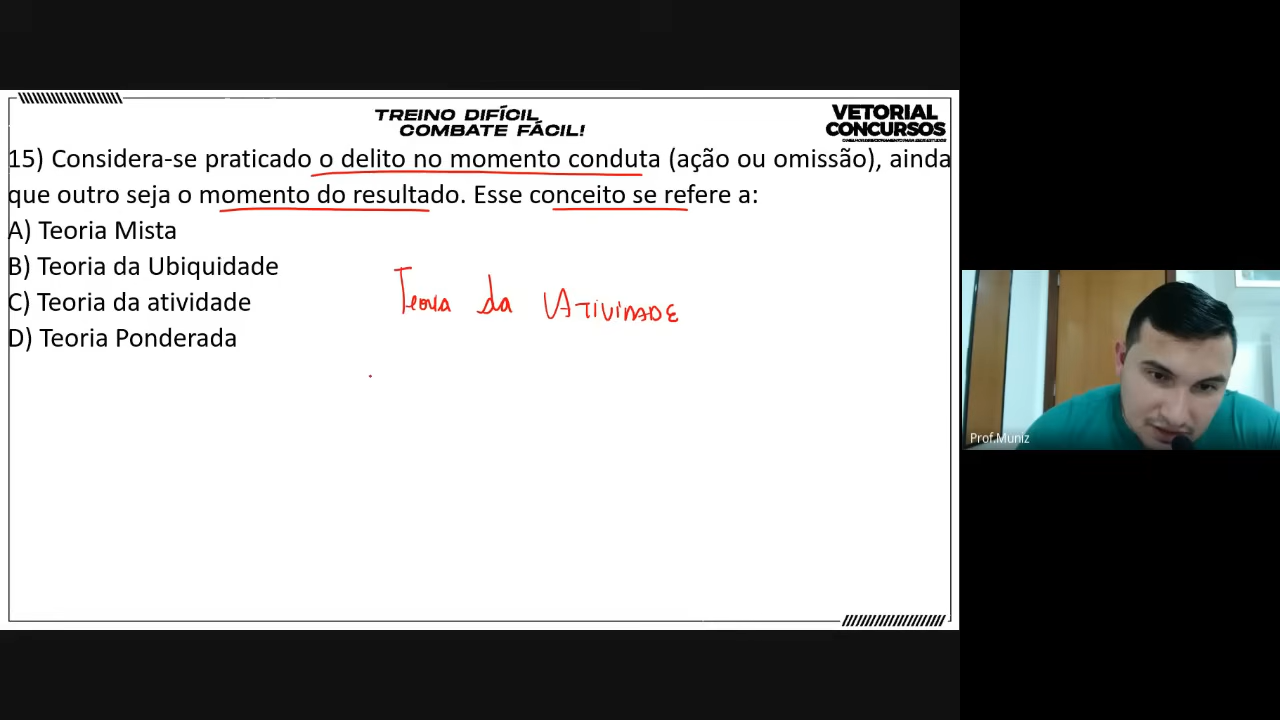 TREINO DIFÍCIL
COMBATE FÁCIL!
VETORIAL
CONCURSOS
15) Considera-se praticado o delito no momento conduta (ação ou omissão), ainda
que outro seja o momento do resultado. Esse conceito se refere a:
A) Teoria Mista
B) Teoria da Ubiquidade
C) Teoria da atividade
D) Teoria Ponderada
Teoria da ATIVIDADE
Prof.Muniz